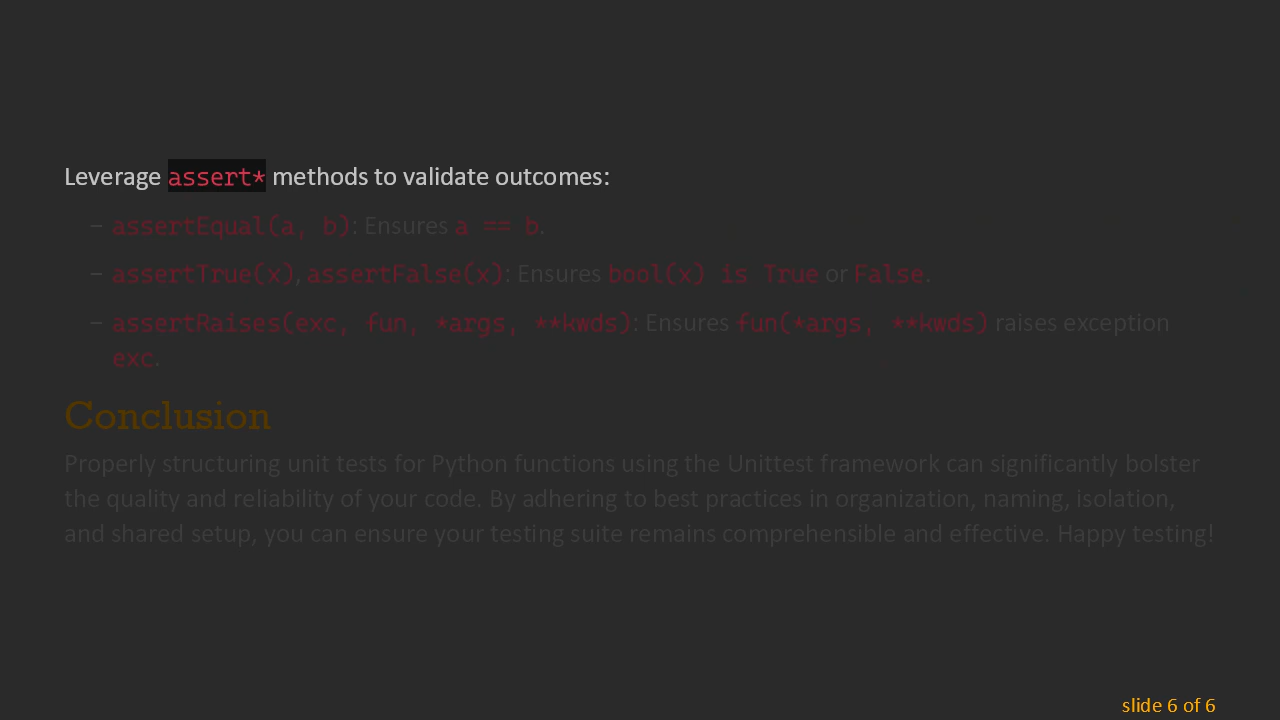 Leverage assert* methods to validate outcomes:
– assertEqual(a, b): Ensures a == b.
– assertTrue(x), assertFalse(x): Ensures bool(x) is True or False.
– assertRaises(exc, fun, *args, **kwds): Ensures fun(*args, **kwds) raises exception
exc.
Conclusion
Properly structuring unit tests for Python functions using the Unittest framework can significantly bolster
the quality and reliability of your code. By adhering to best practices in organization, naming, isolation,
and shared setup, you can ensure your testing suite remains comprehensible and effective. Happy testing!
slide 6 of 6